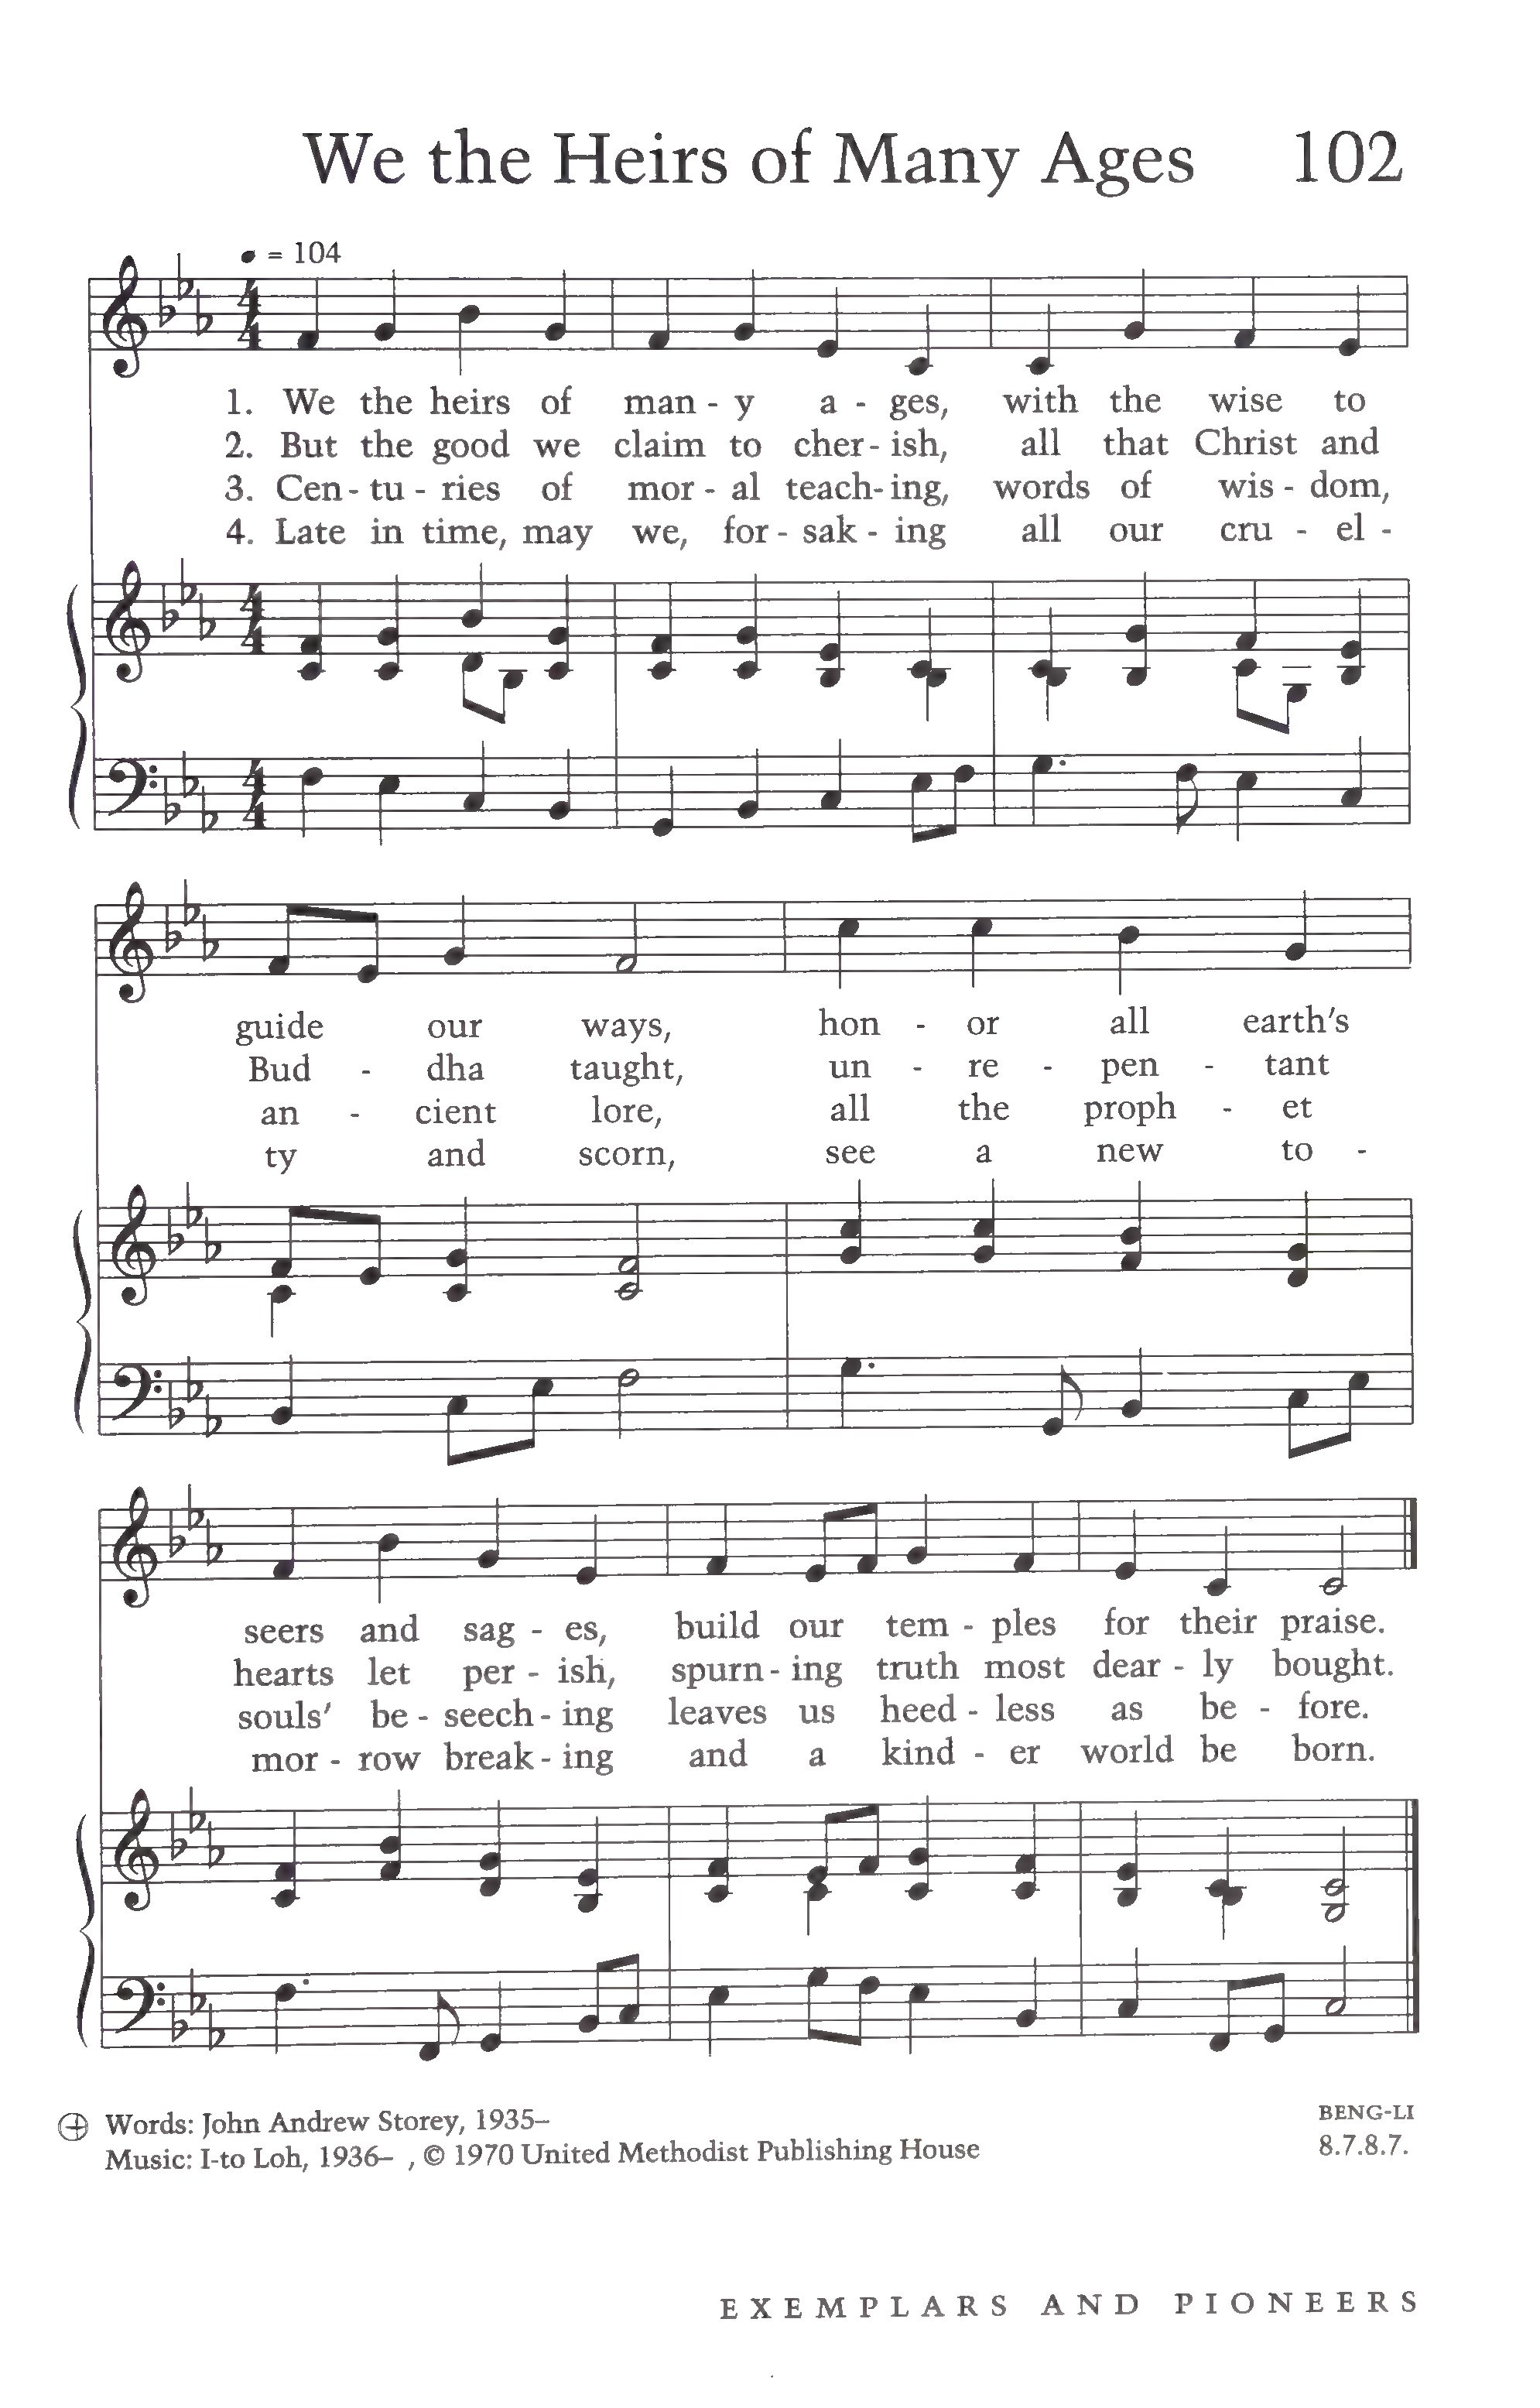 We the Heirs of Many Ages 102
= 104
1. We the heirs of man - y a - ges, with the wise to
2. But the good we claim to cher - ish, all that Christ and
3. Cen - tu - ries of mor - al teach - ing, words of wis - dom,
4. Late in time, may we, for - sak - ing all our cru - el -
guide our ways, hon - or all earth's
Bud - dha taught, un - re - pen - tant
an - cient lore, all the proph - et
ty and scorn, see a new to -
seers and sag - es, build our tem - ples for their praise.
hearts let per - ish, spurn - ing truth most dear - ly bought.
souls' be - seech - ing leaves us heed - less as be - fore.
mor - row break - ing and a kind - er world be born.
Words: John Andrew Storey, 1935– BENG-LI
Music: I-to Loh, 1936– , © 1970 United Methodist Publishing House 8.7.8.7.
EXEMPLARS AND PIONEERS